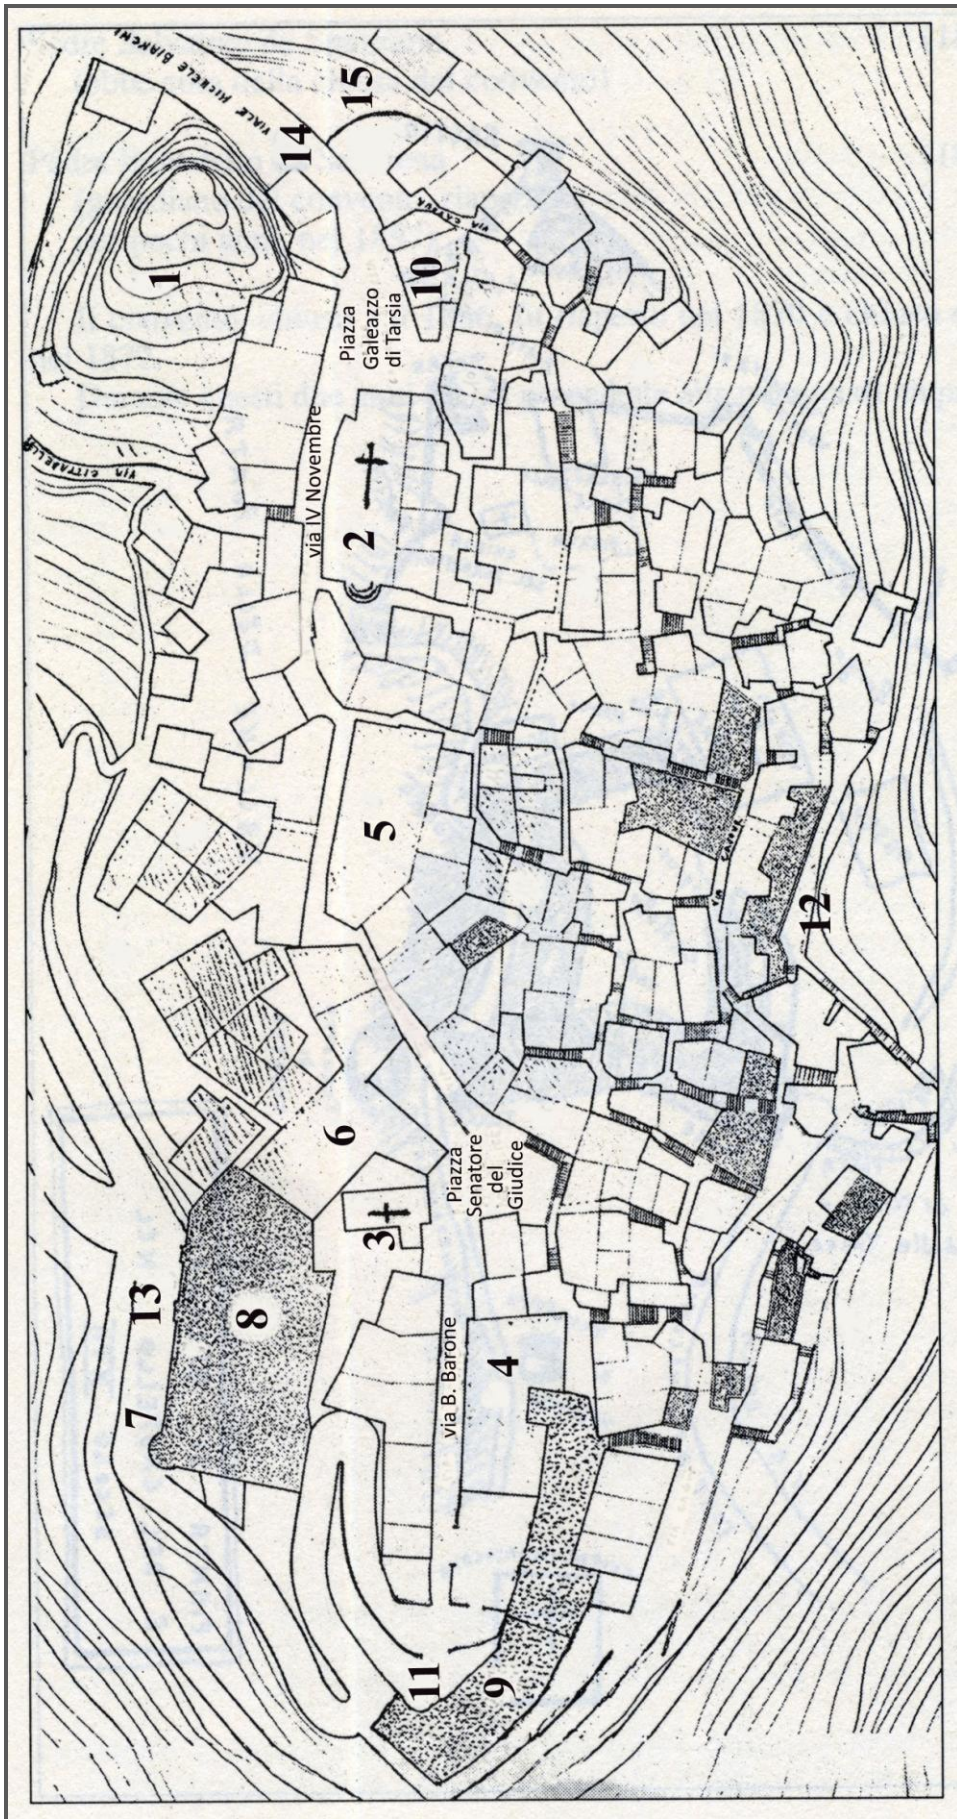 VIALE MICHELE BIANCHI
15
14
1
VIA CAVOUR
10
Piazza
Galeazzo
di Tarsia
VIA CITTADELLA
via IV Novembre
2
5
12
6
Piazza
Senatore
del
Giudice
3
13
8
7
via B. Barone
4
11
9